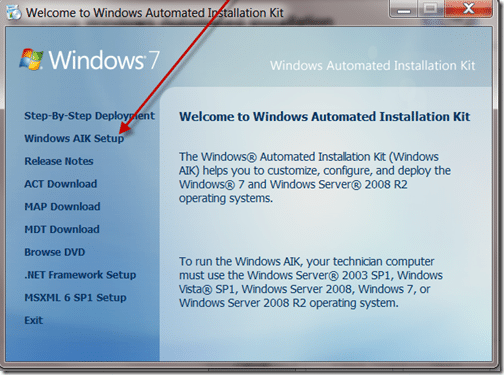 Welcome to Windows Automated Installation Kit
Windows 7
Windows Automated Installation Kit
Step-By-Step Deployment
Windows AIK Setup
Release Notes
ACT Download
MAP Download
MDT Download
Browse DVD
.NET Framework Setup
MSXML 6 SP1 Setup
Exit
Welcome to Windows Automated Installation Kit
The Windows® Automated Installation Kit (Windows
AIK) helps you to customize, configure, and deploy the
Windows® 7 and Windows Server® 2008 R2
operating systems.
To run the Windows AIK, your technician computer
must use the Windows Server® 2003 SP1, Windows
Vista® SP1, Windows Server 2008, Windows 7, or
Windows Server 2008 R2 operating system.